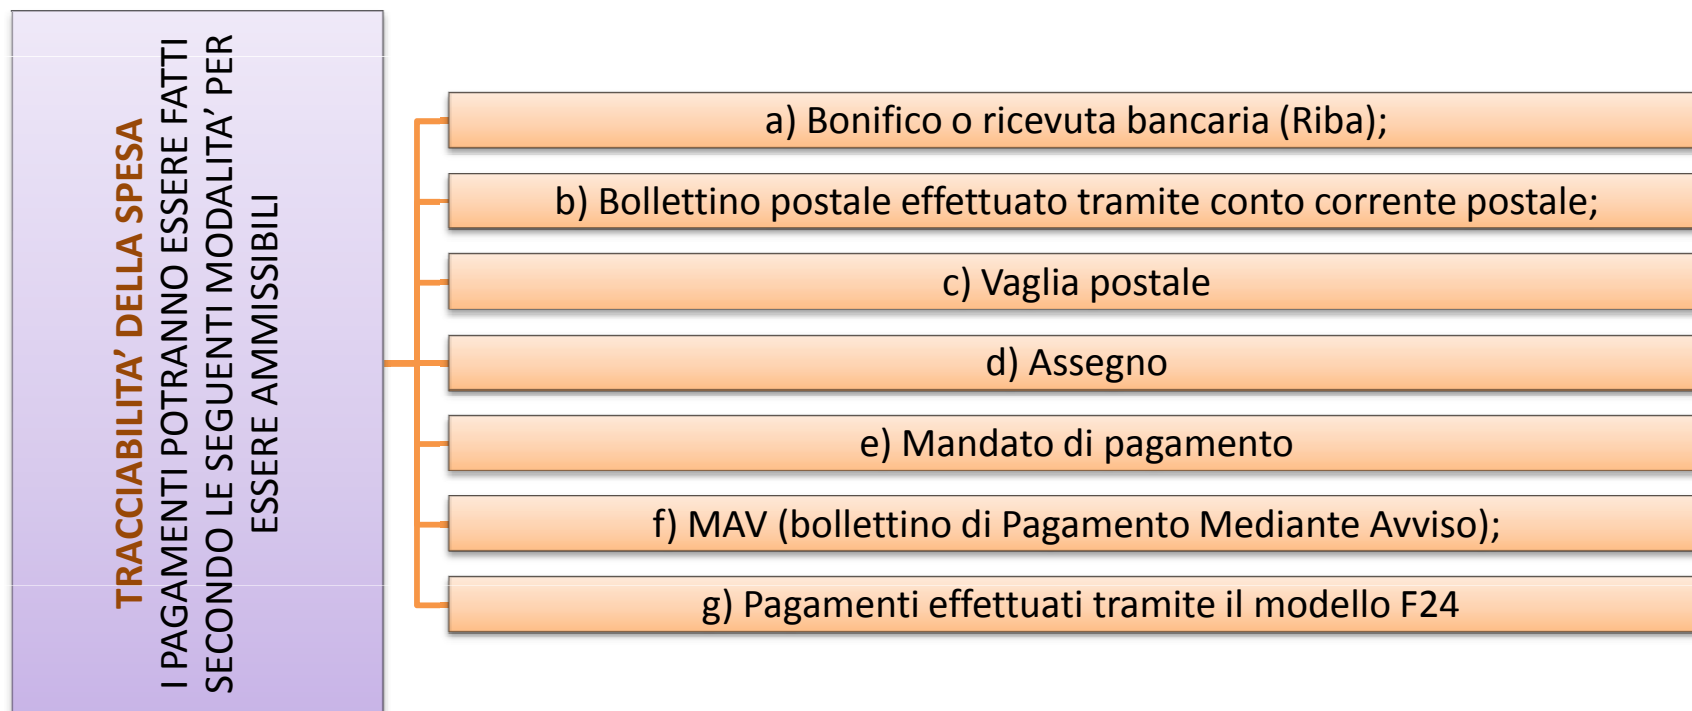 TRACCIABILITA’ DELLA SPESA
I PAGAMENTI POTRANNO ESSERE FATTI
SECONDO LE SEGUENTI MODALITA’ PER
ESSERE AMMISSIBILI
a) Bonifico o ricevuta bancaria (Riba);
b) Bollettino postale effettuato tramite conto corrente postale;
c) Vaglia postale
d) Assegno
e) Mandato di pagamento
f) MAV (bollettino di Pagamento Mediante Avviso);
g) Pagamenti effettuati tramite il modello F24